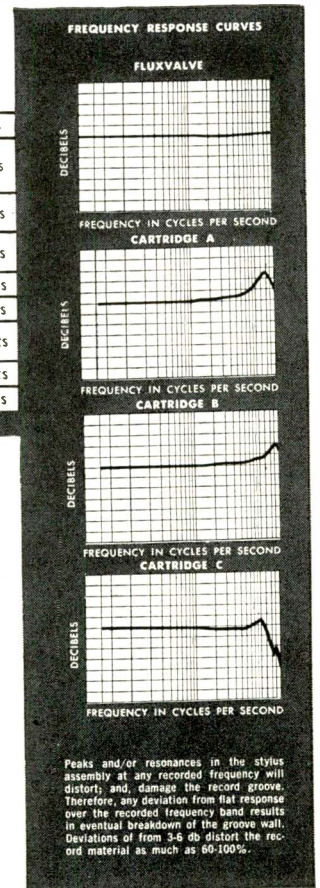 FREQUENCY RESPONSE CURVES
FLUXVALVE
DECIBELS
FREQUENCY IN CYCLES PER SECOND
CARTRIDGE A
DECIBELS
FREQUENCY IN CYCLES PER SECOND
CARTRIDGE B
DECIBELS
FREQUENCY IN CYCLES PER SECOND
CARTRIDGE C
DECIBELS
FREQUENCY IN CYCLES PER SECOND
Peaks and/or resonances in the stylus
assembly at any recorded frequency will
distort; and, damage the record groove.
Therefore, any deviation from flat response
over the recorded frequency band results
in eventual breakdown of the groove wall.
Deviations of from 3-6 db distort the rec-
ord material as much as 60-100%.